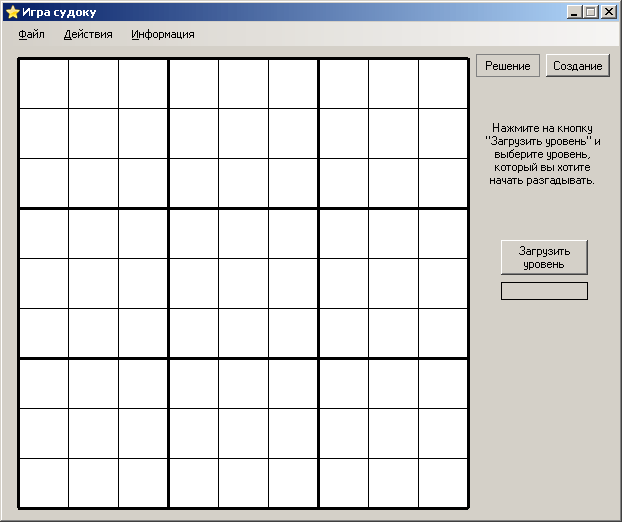 Игра судоку
Файл Действия Информация
Решение Создание
Нажмите на кнопку
"Загрузить уровень" и
выберите уровень,
который вы хотите
начать разгадывать.
Загрузить
уровень